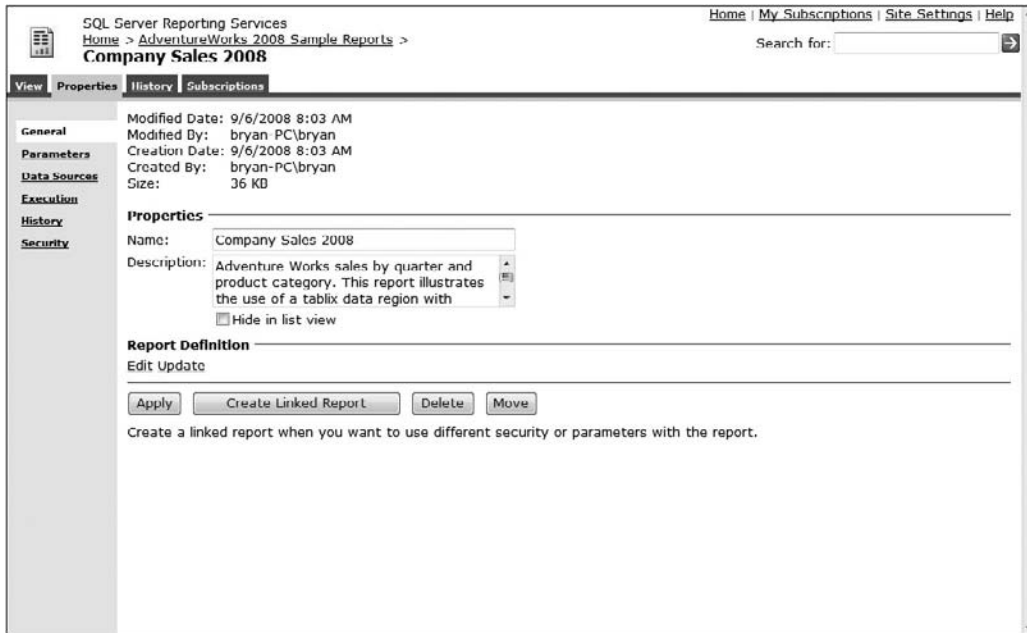 SQL Server Reporting Services
Home > AdventureWorks 2008 Sample Reports >
Company Sales 2008
Home | My Subscriptions | Site Settings | Help
Search for:
View Properties History Subscriptions
General
Parameters
Data Sources
Execution
History
Security
Modified Date: 9/6/2008 8:03 AM
Modified By: bryan-PC\bryan
Creation Date: 9/6/2008 8:03 AM
Created By: bryan-PC\bryan
Size: 36 KB
Properties
Name: Company Sales 2008
Description: Adventure Works sales by quarter and
product category. This report illustrates
the use of a tablix data region with
Hide in list view
Report Definition
Edit Update
Apply Create Linked Report Delete Move
Create a linked report when you want to use different security or parameters with the report.